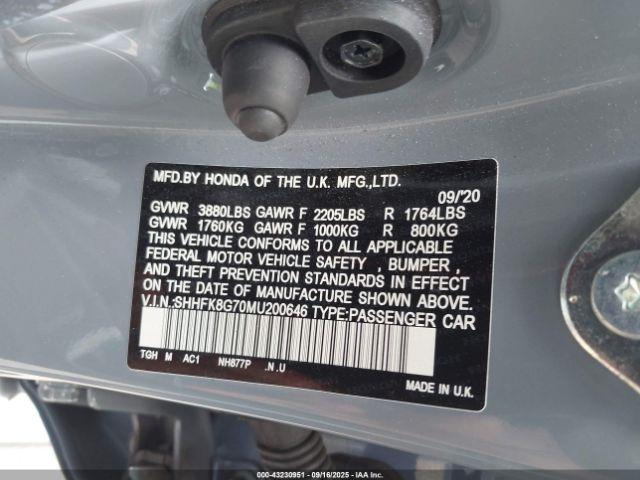 MFD.BY HONDA OF THE U.K. MFG.,LTD.
09/'20
GVWR 3880LBS GAWR F 2205LBS R 1764LBS
GVWR 1760KG GAWR F 1000KG R 800KG
THIS VEHICLE CONFORMS TO ALL APPLICABLE
FEDERAL MOTOR VEHICLE SAFETY , BUMPER ,
AND THEFT PREVENTION STANDARDS IN EFFECT
ON THE DATE OF MANUFACTURE SHOWN ABOVE.
V.I.N.:SHHFK8G70MU200646 TYPE:PASSENGER CAR
TGH M AC1 NH877P .N.U
MADE IN U.K.
000-43230951 - 09/16/2025 - IAA Inc.